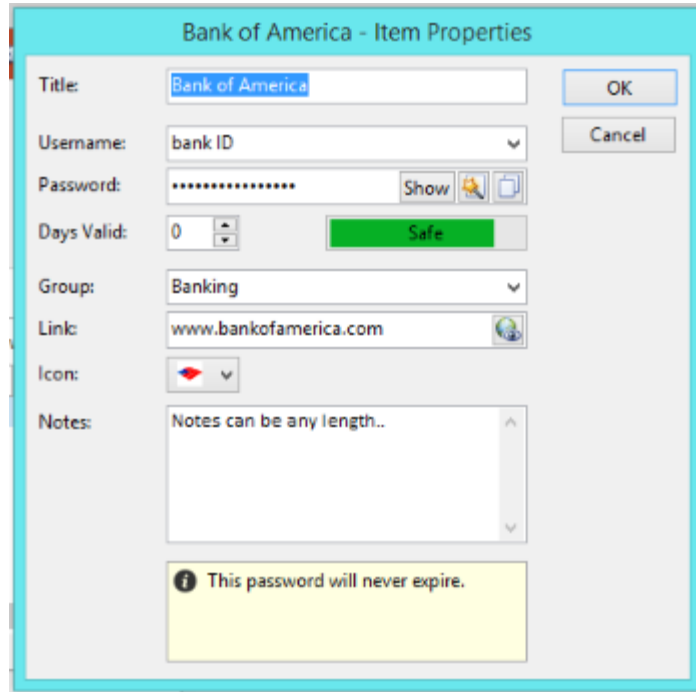 Bank of America - Item Properties
Title: Bank of America OK
Username: bank ID Cancel
Password: •••••••••••••••• Show
Days Valid: 0 Safe
Group: Banking
Link: www.bankofamerica.com
Icon:
Notes: Notes can be any length..
This password will never expire.